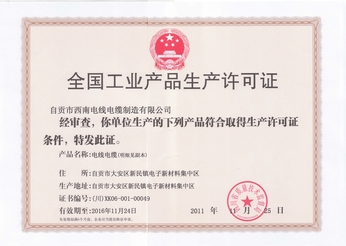 全国工业产品生产许可证
自贡市西南电线电缆制造有限公司
经审查，你单位生产的下列产品符合取得生产许可证
条件，特发此证。
产品名称:电线电缆(明细见副本)
住 所:自贡市大安区新民镇电子新材料集中区
生产地址:自贡市大安区新民镇电子新材料集中区
证书编号:(川)XK06-001-00049
有效期至:2016年11月24日
2011 年 11 月 25 日